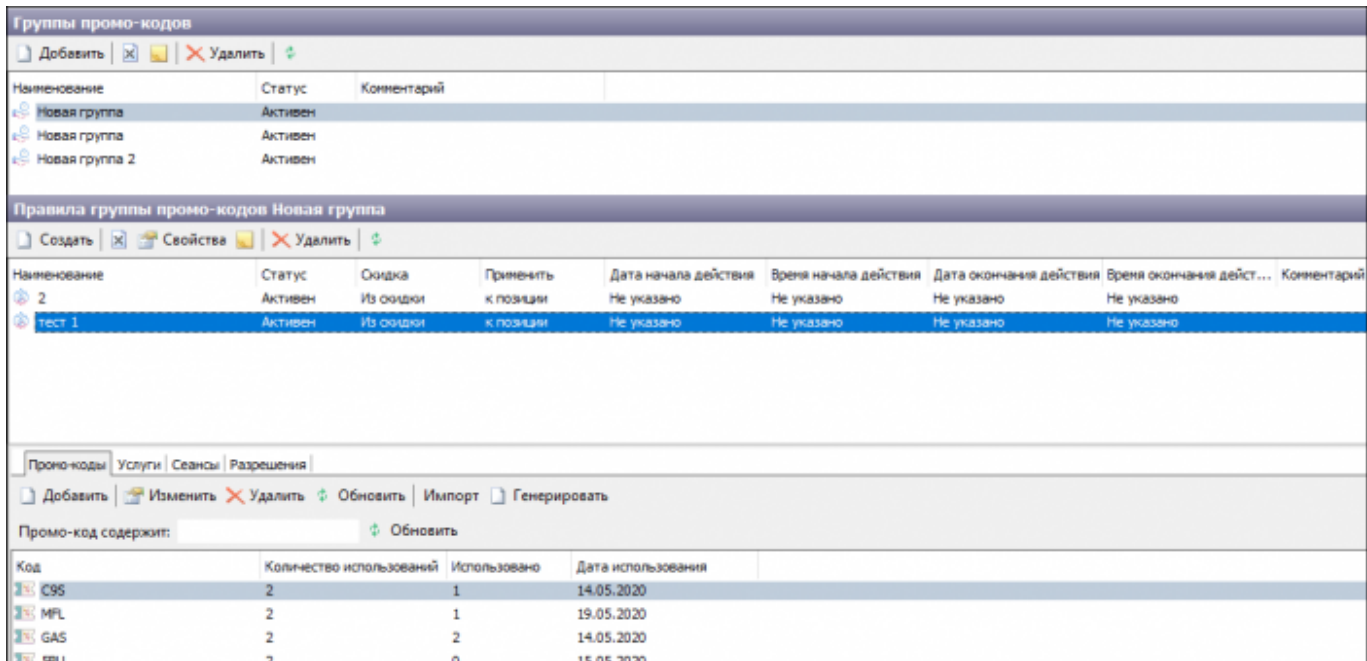 Группы промо-кодов
Добавить Удалить
Наименование Статус Комментарий
Новая группа Активен
Новая группа Активен
Новая группа 2 Активен
Правила группы промо-кодов Новая группа
Создать Свойства Удалить
Наименование Статус Скидка Применить Дата начала действия Время начала действия Дата окончания действия Время окончания дейст... Комментарий
2 Активен Из скидки к позиции Не указано Не указано Не указано Не указано
тест 1 Активен Из скидки к позиции Не указано Не указано Не указано Не указано
Промо-коды Услуги Сеансы Разрешения
Добавить Изменить Удалить Обновить Импорт Генерировать
Промо-код содержит: Обновить
Код Количество использований Использовано Дата использования
C9S 2 1 14.05.2020
MFL 2 1 19.05.2020
GAS 2 2 14.05.2020
2 0 15.05.2020